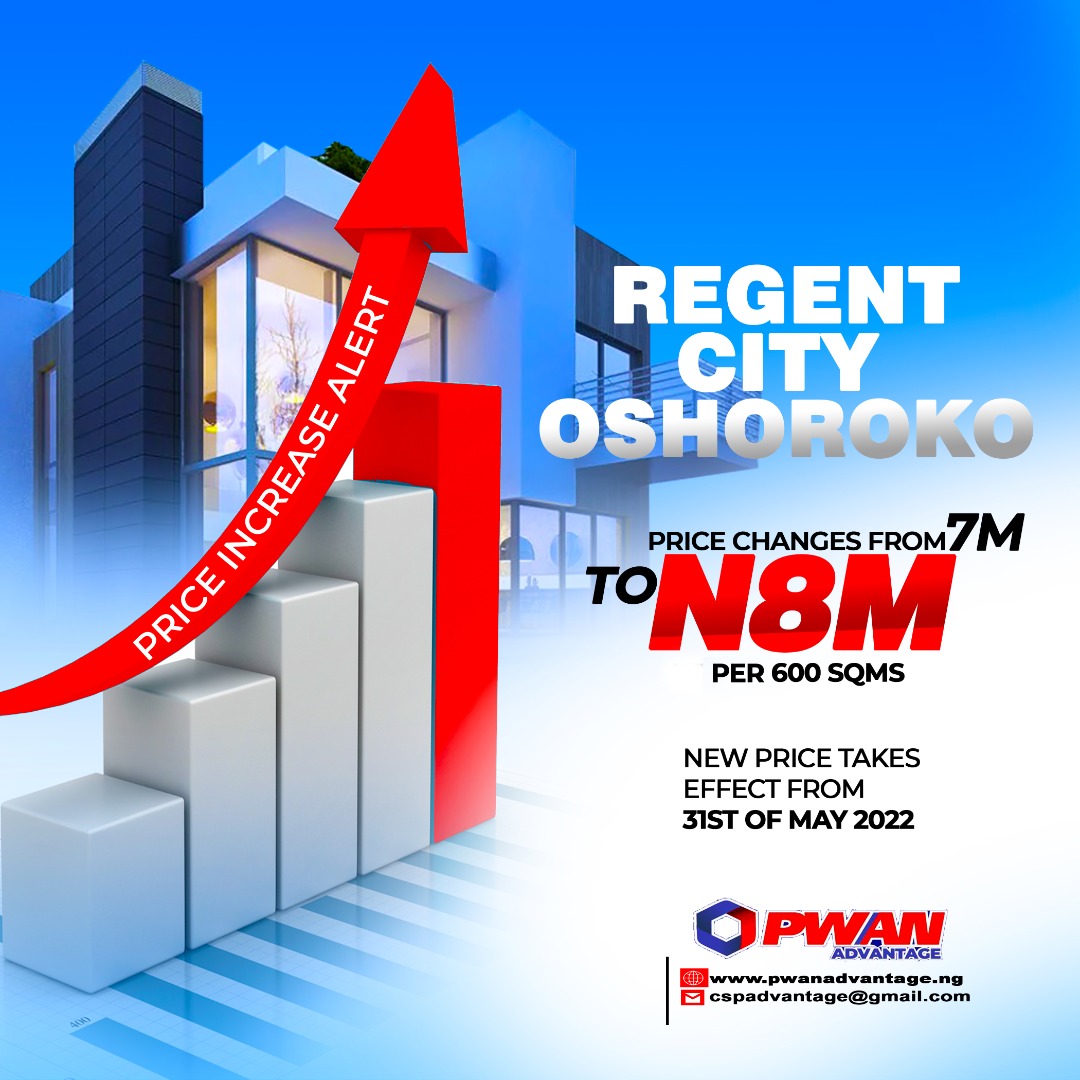 PRICE INCREASE ALERT
REGENT
CITY
OSHOROKO
PRICE CHANGES FROM 7M
TO N8M
PER 600 SQMS
NEW PRICE TAKES
EFFECT FROM
31ST OF MAY 2022
PWAN
ADVANTAGE
www.pwanadvantage.ng
cspadvantage@gmail.com
400